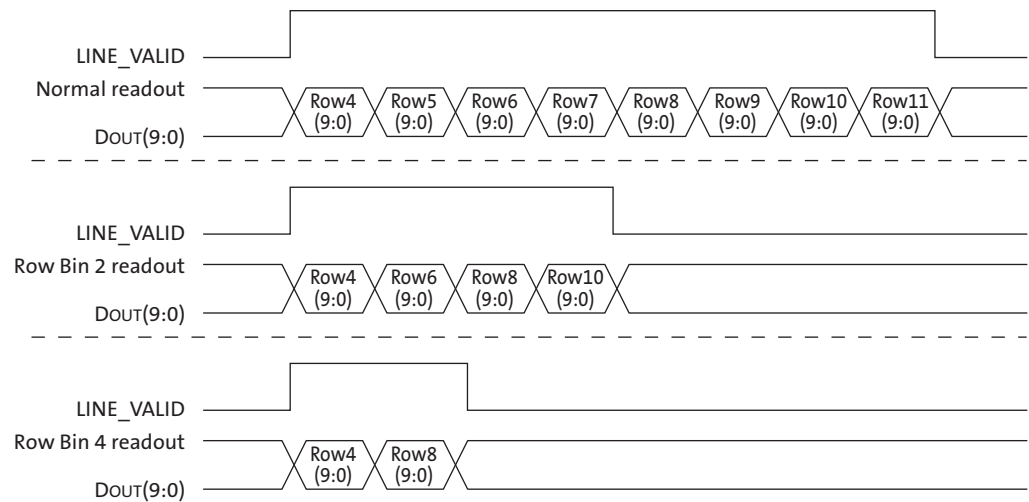 LINE_VALID
Normal readout
Row4 Row5 Row6 Row7 Row8 Row9 Row10 Row11
(9:0) (9:0) (9:0) (9:0) (9:0) (9:0) (9:0) (9:0)
DOUT(9:0)
LINE_VALID
Row Bin 2 readout
Row4 Row6 Row8 Row10
(9:0) (9:0) (9:0) (9:0)
DOUT(9:0)
LINE_VALID
Row Bin 4 readout
Row4 Row8
(9:0) (9:0)
DOUT(9:0)